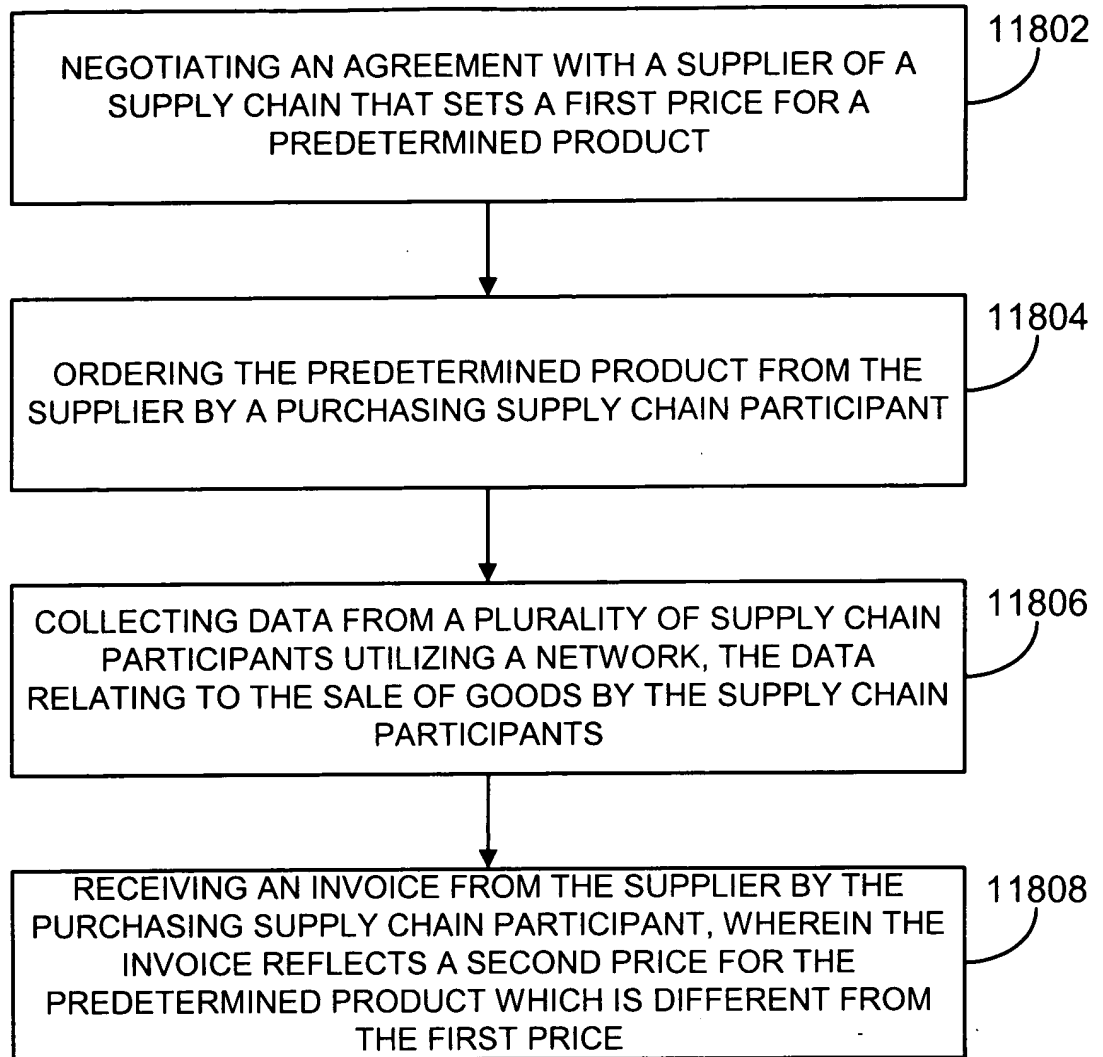 11802
NEGOTIATING AN AGREEMENT WITH A SUPPLIER OF A
SUPPLY CHAIN THAT SETS A FIRST PRICE FOR A
PREDETERMINED PRODUCT
11804
ORDERING THE PREDETERMINED PRODUCT FROM THE
SUPPLIER BY A PURCHASING SUPPLY CHAIN PARTICIPANT
11806
COLLECTING DATA FROM A PLURALITY OF SUPPLY CHAIN
PARTICIPANTS UTILIZING A NETWORK, THE DATA
RELATING TO THE SALE OF GOODS BY THE SUPPLY CHAIN
PARTICIPANTS
11808
RECEIVING AN INVOICE FROM THE SUPPLIER BY THE
PURCHASING SUPPLY CHAIN PARTICIPANT, WHEREIN THE
INVOICE REFLECTS A SECOND PRICE FOR THE
PREDETERMINED PRODUCT WHICH IS DIFFERENT FROM
THE FIRST PRICE